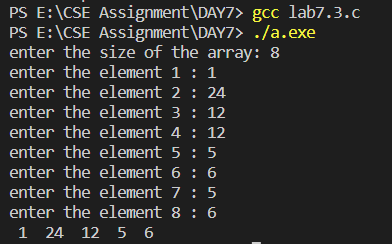 PS E:\CSE Assignment\DAY7> gcc lab7.3.c
PS E:\CSE Assignment\DAY7> ./a.exe
enter the size of the array: 8
enter the element 1 : 1
enter the element 2 : 24
enter the element 3 : 12
enter the element 4 : 12
enter the element 5 : 5
enter the element 6 : 6
enter the element 7 : 5
enter the element 8 : 6
 1  24  12  5  6